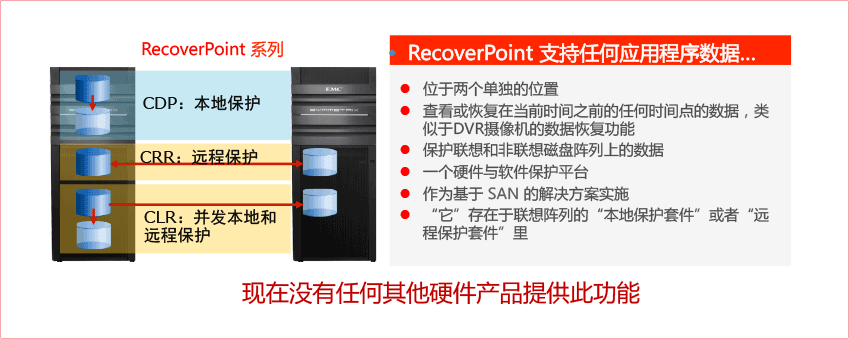 RecoverPoint 系列
EMC
CDP：本地保护
CRR：远程保护
CLR：并发本地和
远程保护
RecoverPoint 支持任何应用程序数据...
位于两个单独的位置
查看或恢复在当前时间之前的任何时间点的数据，类
似于DVR摄像机的数据恢复功能
保护联想和非联想磁盘阵列上的数据
一个硬件与软件保护平台
作为基于 SAN 的解决方案实施
“它”存在于联想阵列的“本地保护套件”或者“远
程保护套件”里
现在没有任何其他硬件产品提供此功能